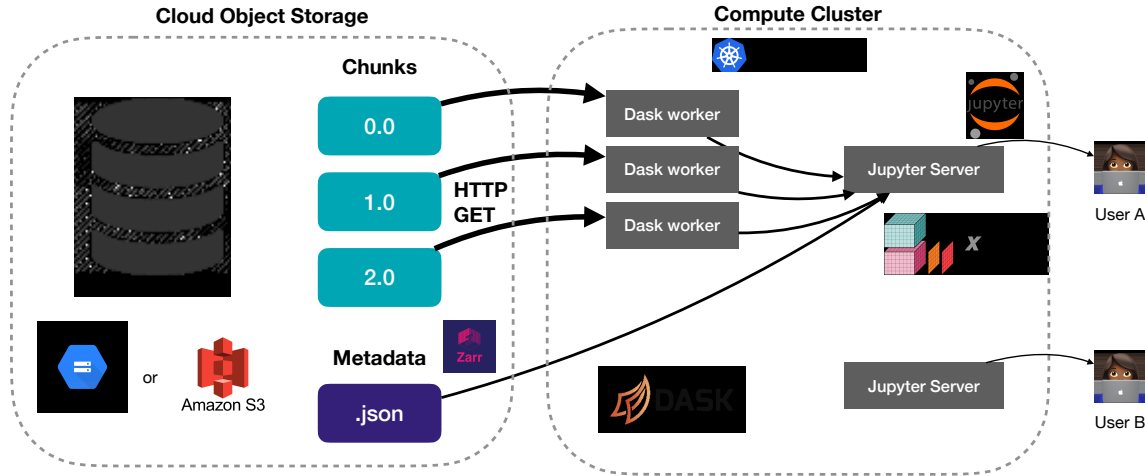 Cloud Object Storage
Compute Cluster
Chunks
0.0
1.0
2.0
HTTP
GET
Metadata
.json
Zarr
or
Amazon S3
Dask worker
Dask worker
Dask worker
jupyter
Jupyter Server
x
User A
DASK
Jupyter Server
User B